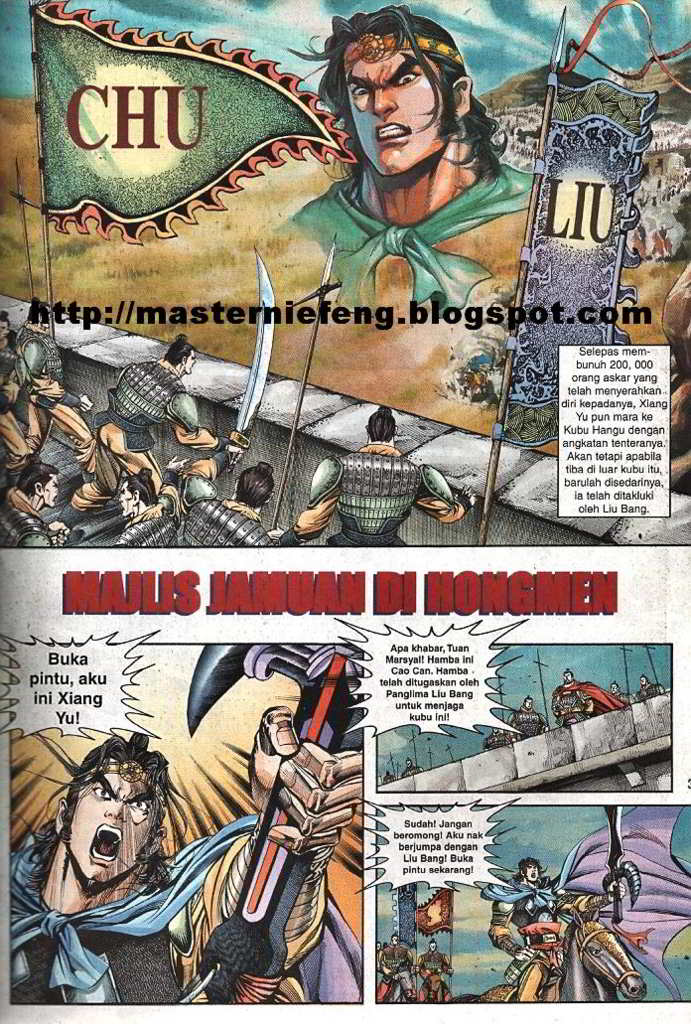 CHU
LIU
http://masterniefeng.blogspot.com
Selepas mem-
bunuh 200, 000
orang askar yang
telah menyerahkan
diri kepadanya, Xiang
Yu pun mara ke
Kubu Hangu dengan
angkatan tenteranya.
Akan tetapi apabila
tiba di luar kubu itu,
barulah disedarinya,
ia telah ditakluki
oleh Liu Bang.
MAJLIS JAMUAN DI HONGMEN
Buka
pintu, aku
ini Xiang
Yu!
Apa khabar, Tuan
Marsyal! Hamba ini
Cao Can. Hamba
telah ditugaskan oleh
Panglima Liu Bang
untuk menjaga
kubu ini!
Sudah! Jangan
beromong! Aku nak
berjumpa dengan
Liu Bang! Buka
pintu sekarang!